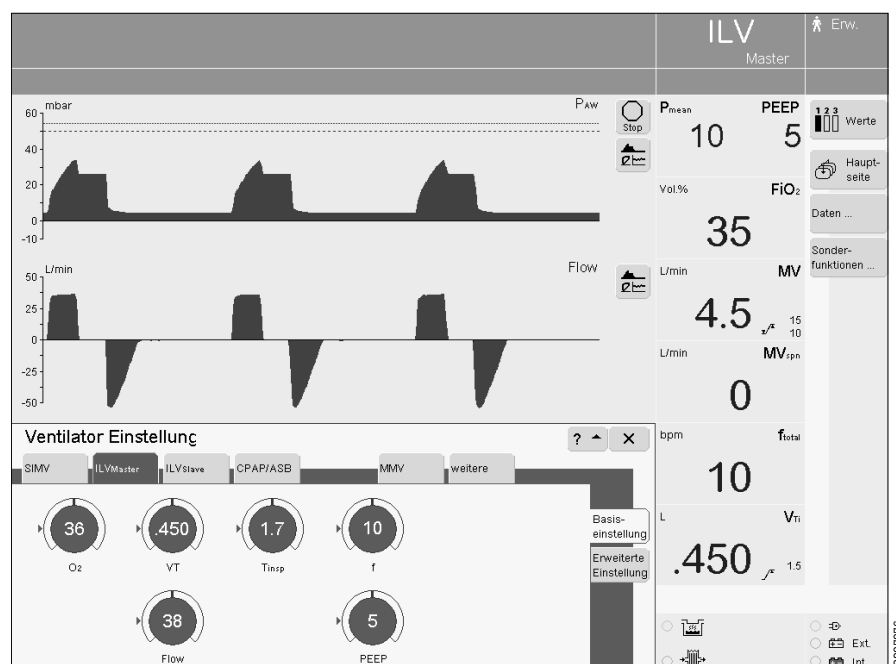 ILV
Master
Erw.
mbar
PAW
60
40
20
0
-10
Stop
L/min
Flow
50
25
0
-25
-50
Pmean
PEEP
10
5
Vol.%
FiO2
35
L/min
MV
4.5
15
10
L/min
MVspn
0
bpm
ftotal
10
L
VTi
.450
1.5
1 2 3
Werte
Haupt-
seite
Daten ...
Sonder-
funktionen ...
Ext.
Int.
Ventilator Einstellung
?
SIMV
ILVMaster
ILVSlave
CPAP/ASB
MMV
weitere
36
.450
1.7
10
O2
VT
Tinsp
f
38
5
Flow
PEEP
Basis-
einstellung
Erweiterte
Einstellung